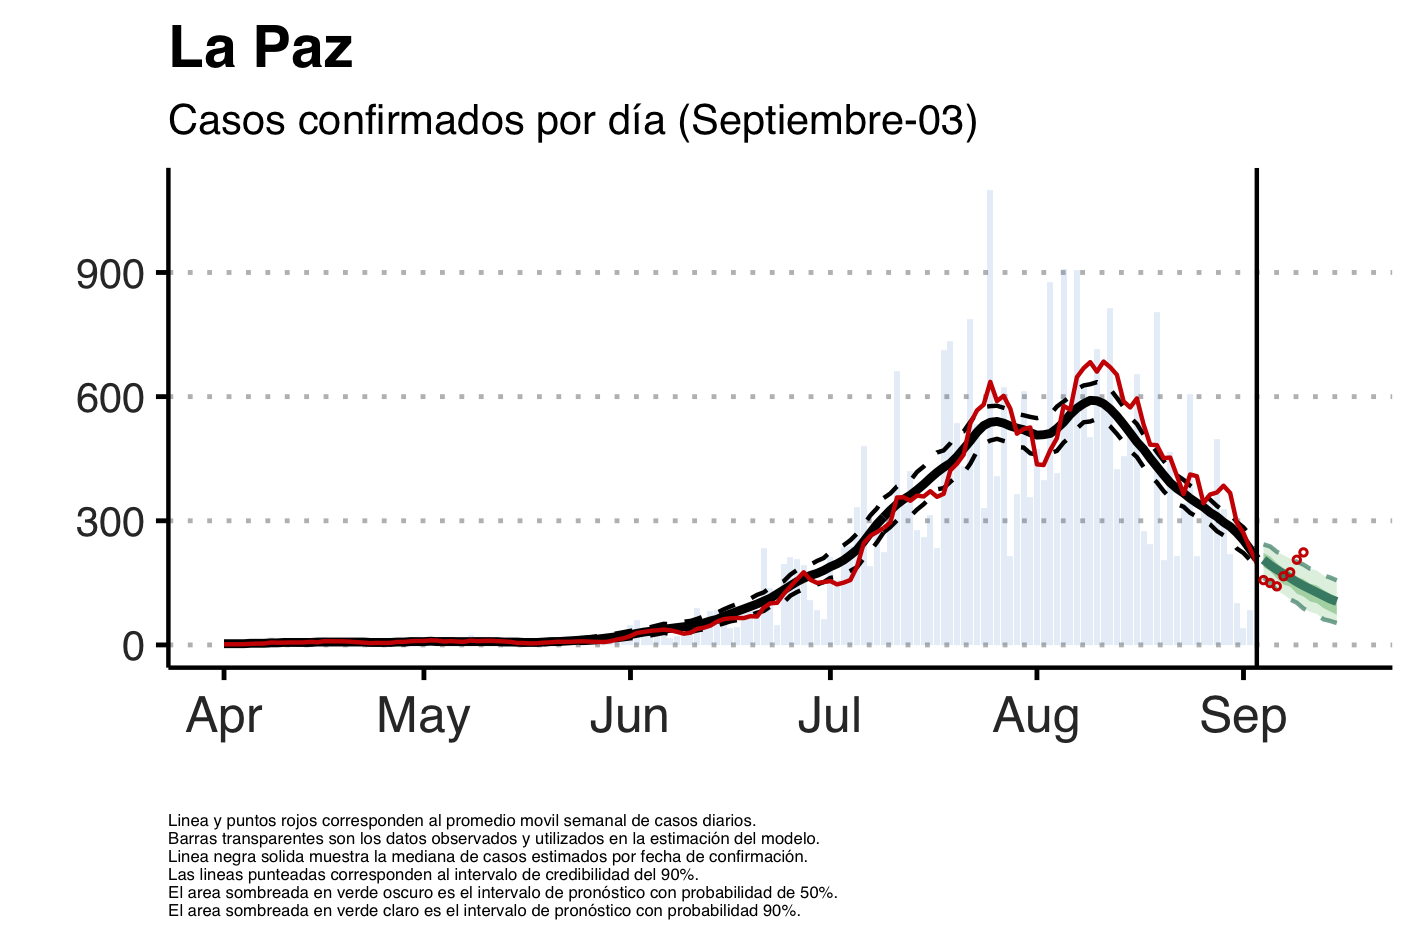 La Paz
Casos confirmados por día (Septiembre-03)
900
600
300
0
Apr May Jun Jul Aug Sep
Linea y puntos rojos corresponden al promedio movil semanal de casos diarios.
Barras transparentes son los datos observados y utilizados en la estimación del modelo.
Linea negra solida muestra la mediana de casos estimados por fecha de confirmación.
Las lineas punteadas corresponden al intervalo de credibilidad del 90%.
El area sombreada en verde oscuro es el intervalo de pronóstico con probabilidad de 50%.
El area sombreada en verde claro es el intervalo de pronóstico con probabilidad 90%.